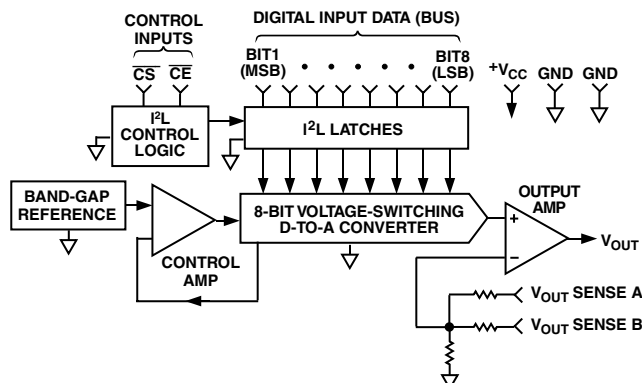 CONTROL
INPUTS
CS CE
DIGITAL INPUT DATA (BUS)
BIT1
(MSB)
BIT8
(LSB)
+VCC GND GND
I²L
CONTROL
LOGIC
I²L LATCHES
BAND-GAP
REFERENCE
CONTROL
AMP
8-BIT VOLTAGE-SWITCHING
D-TO-A CONVERTER
OUTPUT
AMP
+
–
VOUT
VOUT SENSE A
VOUT SENSE B